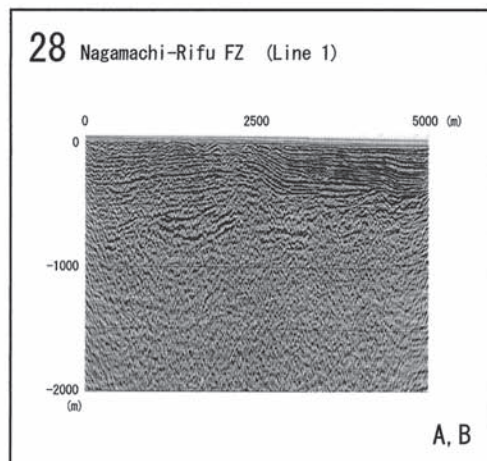 28 Nagamachi-Rifu FZ (Line 1)
0 2500 5000 (m)
0
-1000
-2000
(m)
A, B